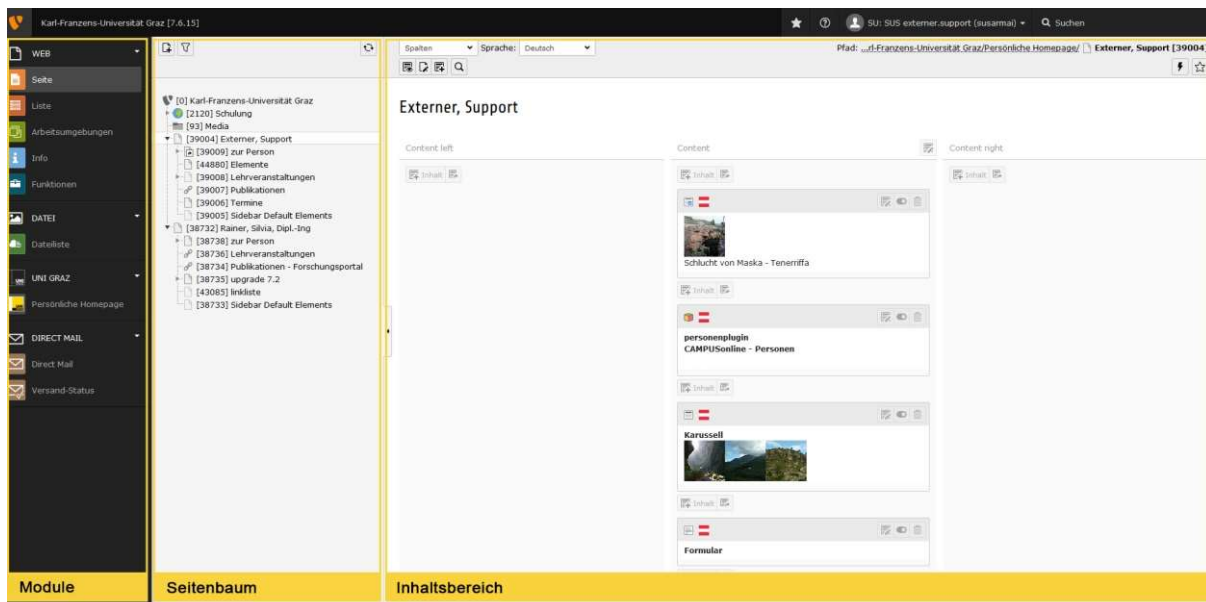 Karl-Franzens-Universität Graz [7.6.15]
SU: SUS externer.support (susarmai)
Suchen
WEB
Seite
Liste
Arbeitsumgebungen
Info
Funktionen
DATEI
Dateiliste
UNI GRAZ
Persönliche Homepage
DIRECT MAIL
Direct Mail
Versand-Status
Module
[0] Karl-Franzens-Universität Graz
[2120] Schulung
[93] Media
[39004] Externer, Support
[39009] zur Person
[44880] Elemente
[39008] Lehrveranstaltungen
[39007] Publikationen
[39006] Termine
[39005] Sidebar Default Elements
[38732] Rainer, Silvia, Dipl.-Ing
[38738] zur Person
[38736] Lehrveranstaltungen
[38734] Publikationen - Forschungsportal
[38735] upgrade 7.2
[43085] linkliste
[38733] Sidebar Default Elements
Seitenbaum
Spalten Sprache: Deutsch
Pfad: ...rl-Franzens-Universität Graz/Persönliche Homepage/ Externer, Support [39004]
Externer, Support
Content left
Inhalt
Content
Inhalt
Schlucht von Maska - Tenerriffa
Inhalt
personenplugin
CAMPUSonline - Personen
Inhalt
Karussell
Inhalt
Formular
Content right
Inhalt
Inhaltsbereich